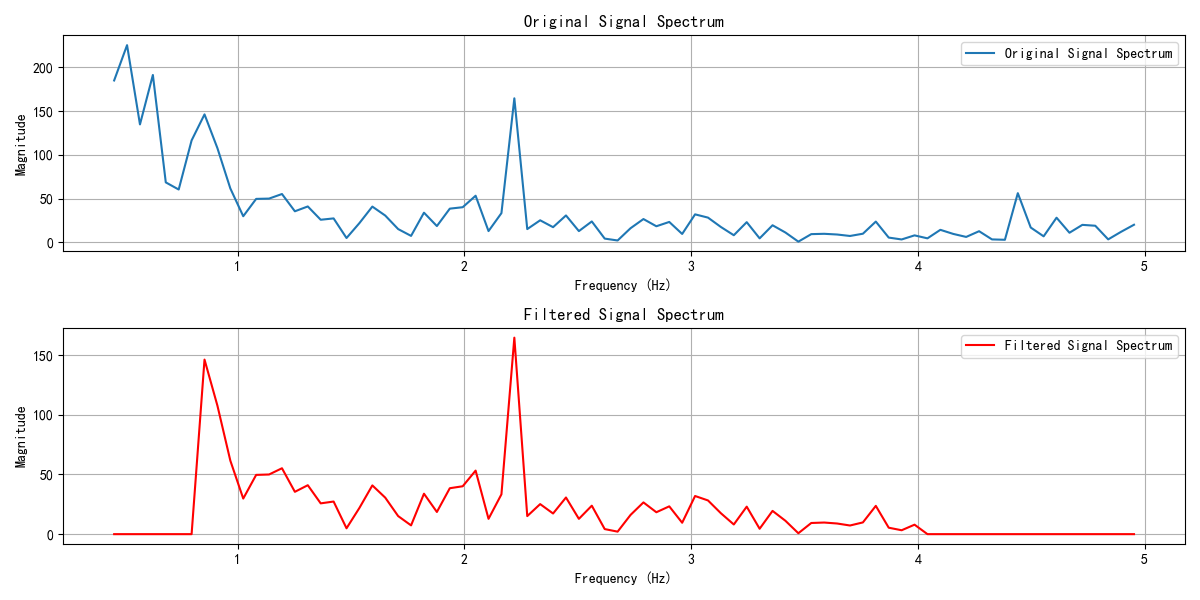 Original Signal Spectrum
Original Signal Spectrum
Magnitude
200
150
100
50
0
1 2 3 4 5
Frequency (Hz)
Filtered Signal Spectrum
Filtered Signal Spectrum
Magnitude
150
100
50
0
1 2 3 4 5
Frequency (Hz)